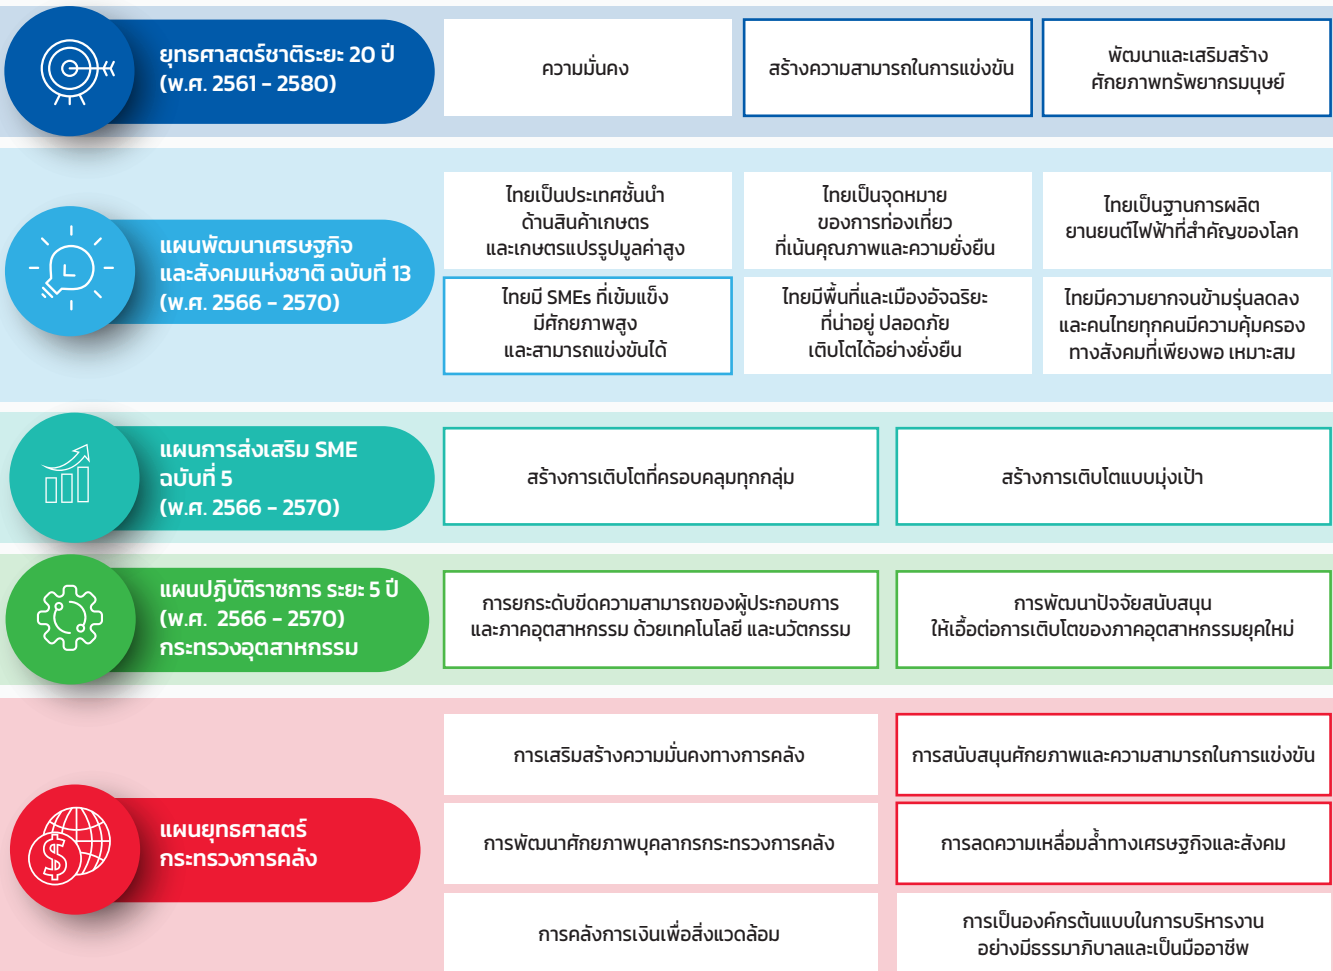 ยุทธศาสตร์ชาติระยะ 20 ปี
(พ.ศ. 2561 - 2580)
ความมั่นคง
สร้างความสามารถในการแข่งขัน
พัฒนาและเสริมสร้าง
ศักยภาพทรัพยากรมนุษย์
แผนพัฒนาเศรษฐกิจ
และสังคมแห่งชาติ ฉบับที่ 13
(พ.ศ. 2566 - 2570)
ไทยเป็นประเทศชั้นนำ
ด้านสินค้าเกษตร
และเกษตรแปรรูปมูลค่าสูง
ไทยเป็นจุดหมาย
ของการท่องเที่ยว
ที่เน้นคุณภาพและความยั่งยืน
ไทยเป็นฐานการผลิต
ยานยนต์ไฟฟ้าที่สำคัญของโลก
ไทยมี SMEs ที่เข้มแข็ง
มีศักยภาพสูง
และสามารถแข่งขันได้
ไทยมีพื้นที่และเมืองอัจฉริยะ
ที่น่าอยู่ ปลอดภัย
เติบโตได้อย่างยั่งยืน
ไทยมีความยากจนข้ามรุ่นลดลง
และคนไทยทุกคนมีความคุ้มครอง
ทางสังคมที่เพียงพอ เหมาะสม
แผนการส่งเสริม SME
ฉบับที่ 5
(พ.ศ. 2566 - 2570)
สร้างการเติบโตที่ครอบคลุมทุกกลุ่ม
สร้างการเติบโตแบบมุ่งเป้า
แผนปฏิบัติราชการ ระยะ 5 ปี
(พ.ศ. 2566 - 2570)
กระทรวงอุตสาหกรรม
การยกระดับขีดความสามารถของผู้ประกอบการ
และภาคอุตสาหกรรม ด้วยเทคโนโลยี และนวัตกรรม
การพัฒนาปัจจัยสนับสนุน
ให้เอื้อต่อการเติบโตของภาคอุตสาหกรรมยุคใหม่
แผนยุทธศาสตร์
กระทรวงการคลัง
การเสริมสร้างความมั่นคงทางการคลัง
การสนับสนุนศักยภาพและความสามารถในการแข่งขัน
การพัฒนาศักยภาพบุคลากรกระทรวงการคลัง
การลดความเหลื่อมล้ำทางเศรษฐกิจและสังคม
การคลังการเงินเพื่อสิ่งแวดล้อม
การเป็นองค์กรต้นแบบในการบริหารงาน
อย่างมีธรรมาภิบาลและเป็นมืออาชีพ